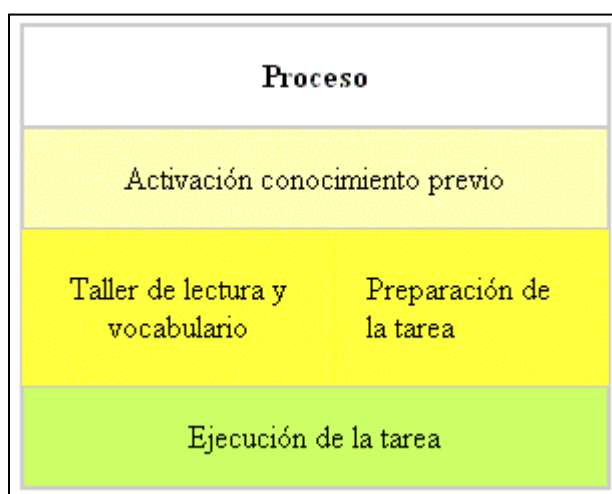 Proceso
Activación conocimiento previo
Taller de lectura y
vocabulario
Preparación de
la tarea
Ejecución de la tarea